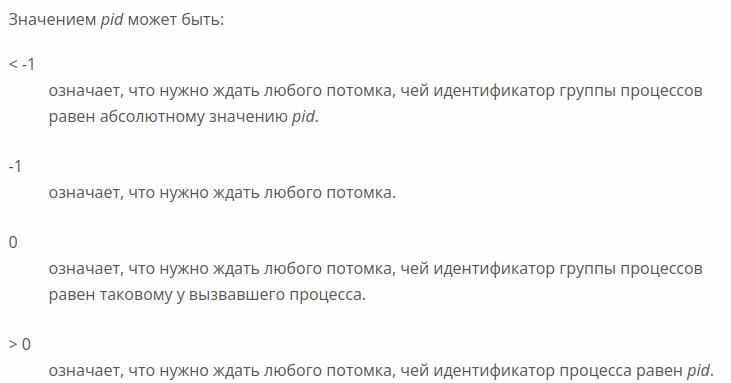 Значением pid может быть:
< -1
означает, что нужно ждать любого потомка, чей идентификатор группы процессов
равен абсолютному значению pid.
-1
означает, что нужно ждать любого потомка.
0
означает, что нужно ждать любого потомка, чей идентификатор группы процессов
равен таковому у вызвавшего процесса.
> 0
означает, что нужно ждать любого потомка, чей идентификатор процесса равен pid.